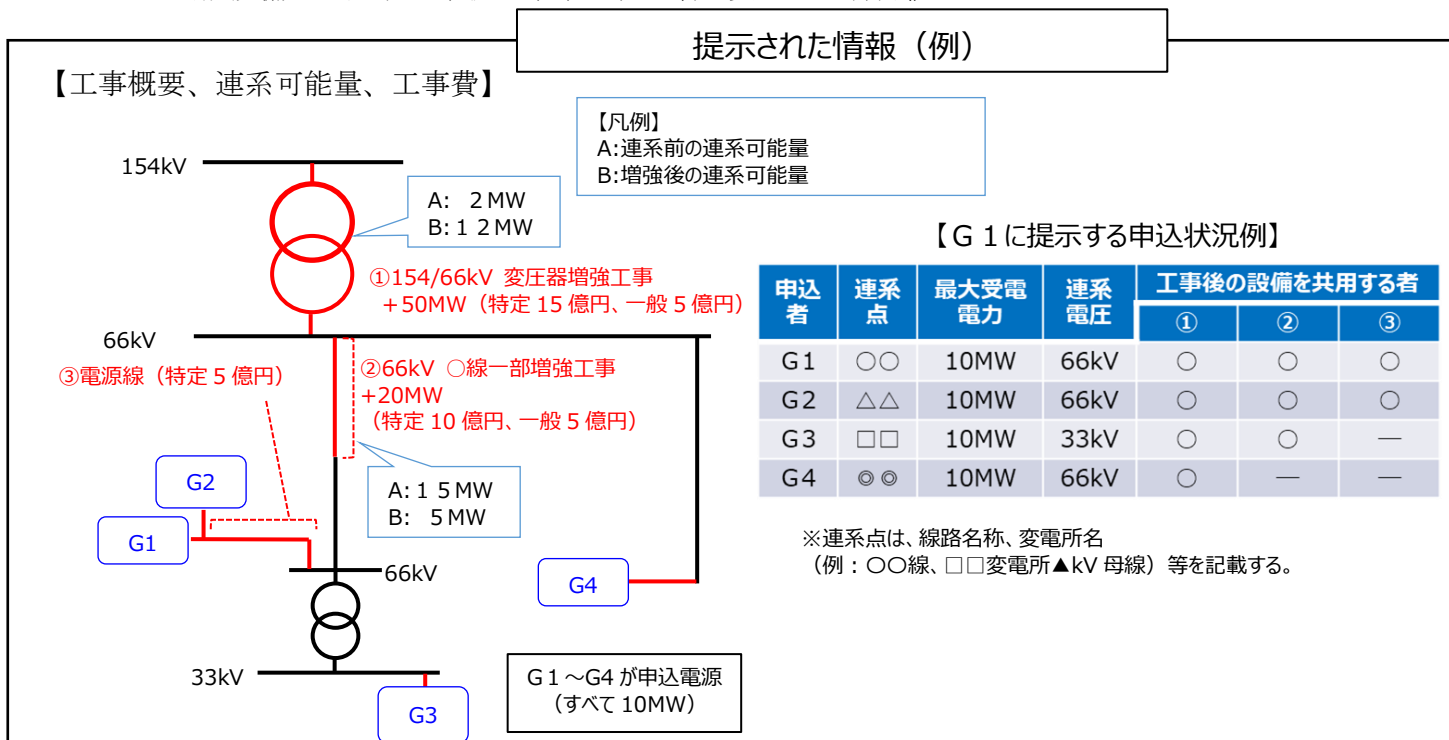 提示された情報（例）
【工事概要、連系可能量、工事費】
【凡例】
A:連系前の連系可能量
B:増強後の連系可能量
154kV
A: ２MW
B:１２MW
①154/66kV 変圧器増強工事
+50MW（特定 15 億円、一般 5 億円）
66kV
③電源線（特定 5 億円）
②66kV ○線一部増強工事
+20MW
（特定 10 億円、一般 5 億円）
A:１５MW
B: ５MW
G2
G1
66kV
G4
33kV
G3
G１～G4 が申込電源
（すべて 10MW）
【G１に提示する申込状況例】
申込者 連系点 最大受電電力 連系電圧 工事後の設備を共用する者
① ② ③
G1 ○○ 10MW 66kV ○ ○ ○
G2 △△ 10MW 66kV ○ ○ ○
G3 □□ 10MW 33kV ○ ○ ―
G4 ◎◎ 10MW 66kV ○ ― ―
※連系点は、線路名称、変電所名
（例：○○線、□□変電所▲kV 母線）等を記載する。